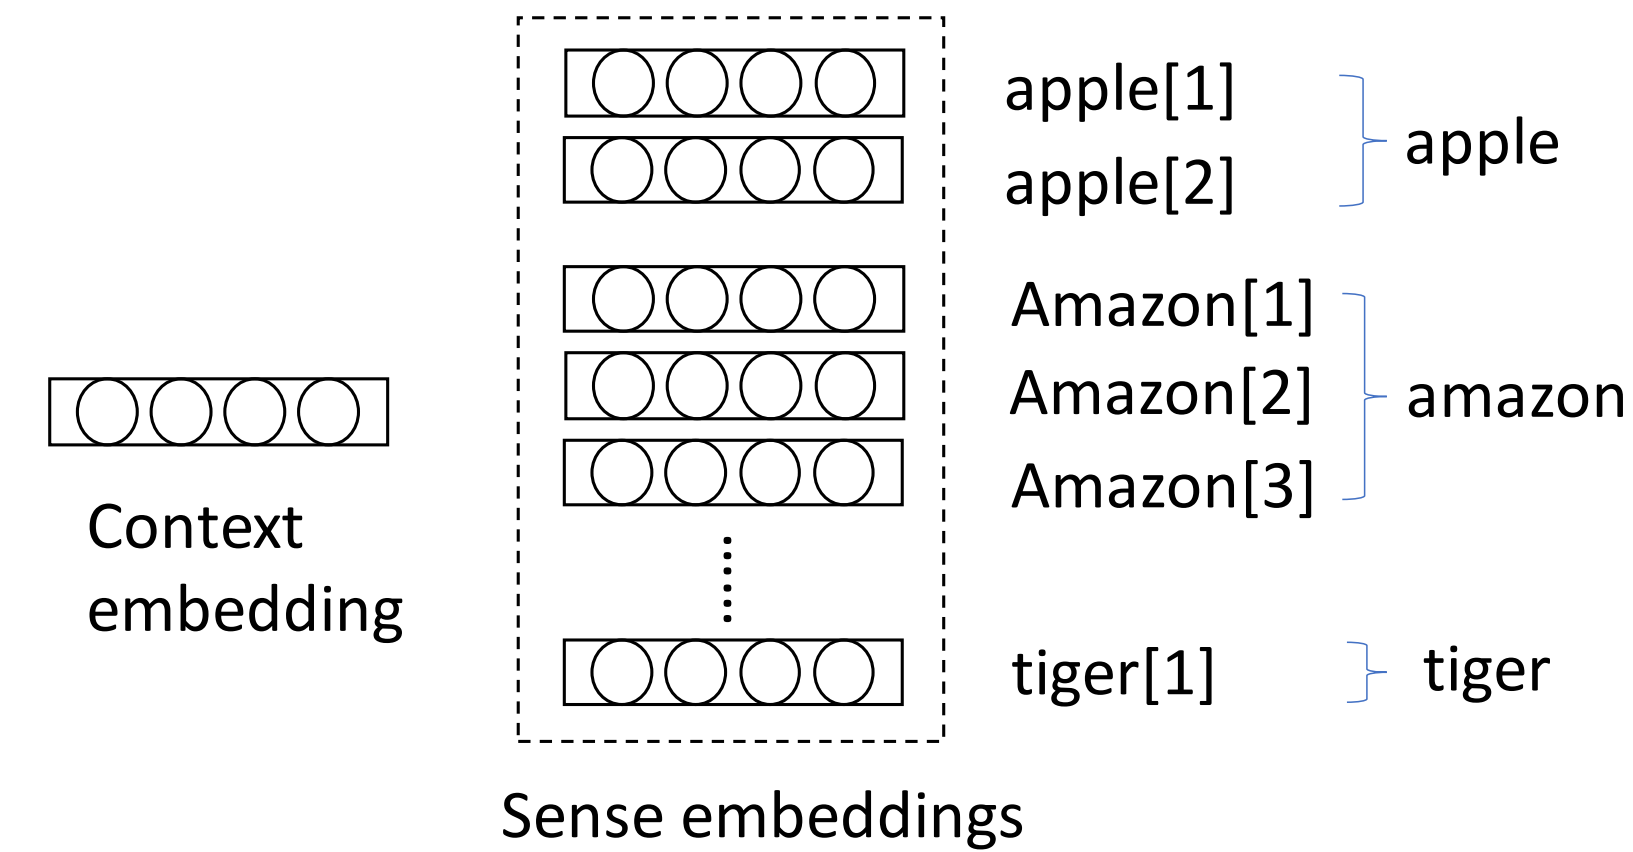 apple[1]
apple[2]
apple
Amazon[1]
Amazon[2]
Amazon[3]
amazon
Context
embedding
tiger[1]
tiger
Sense embeddings